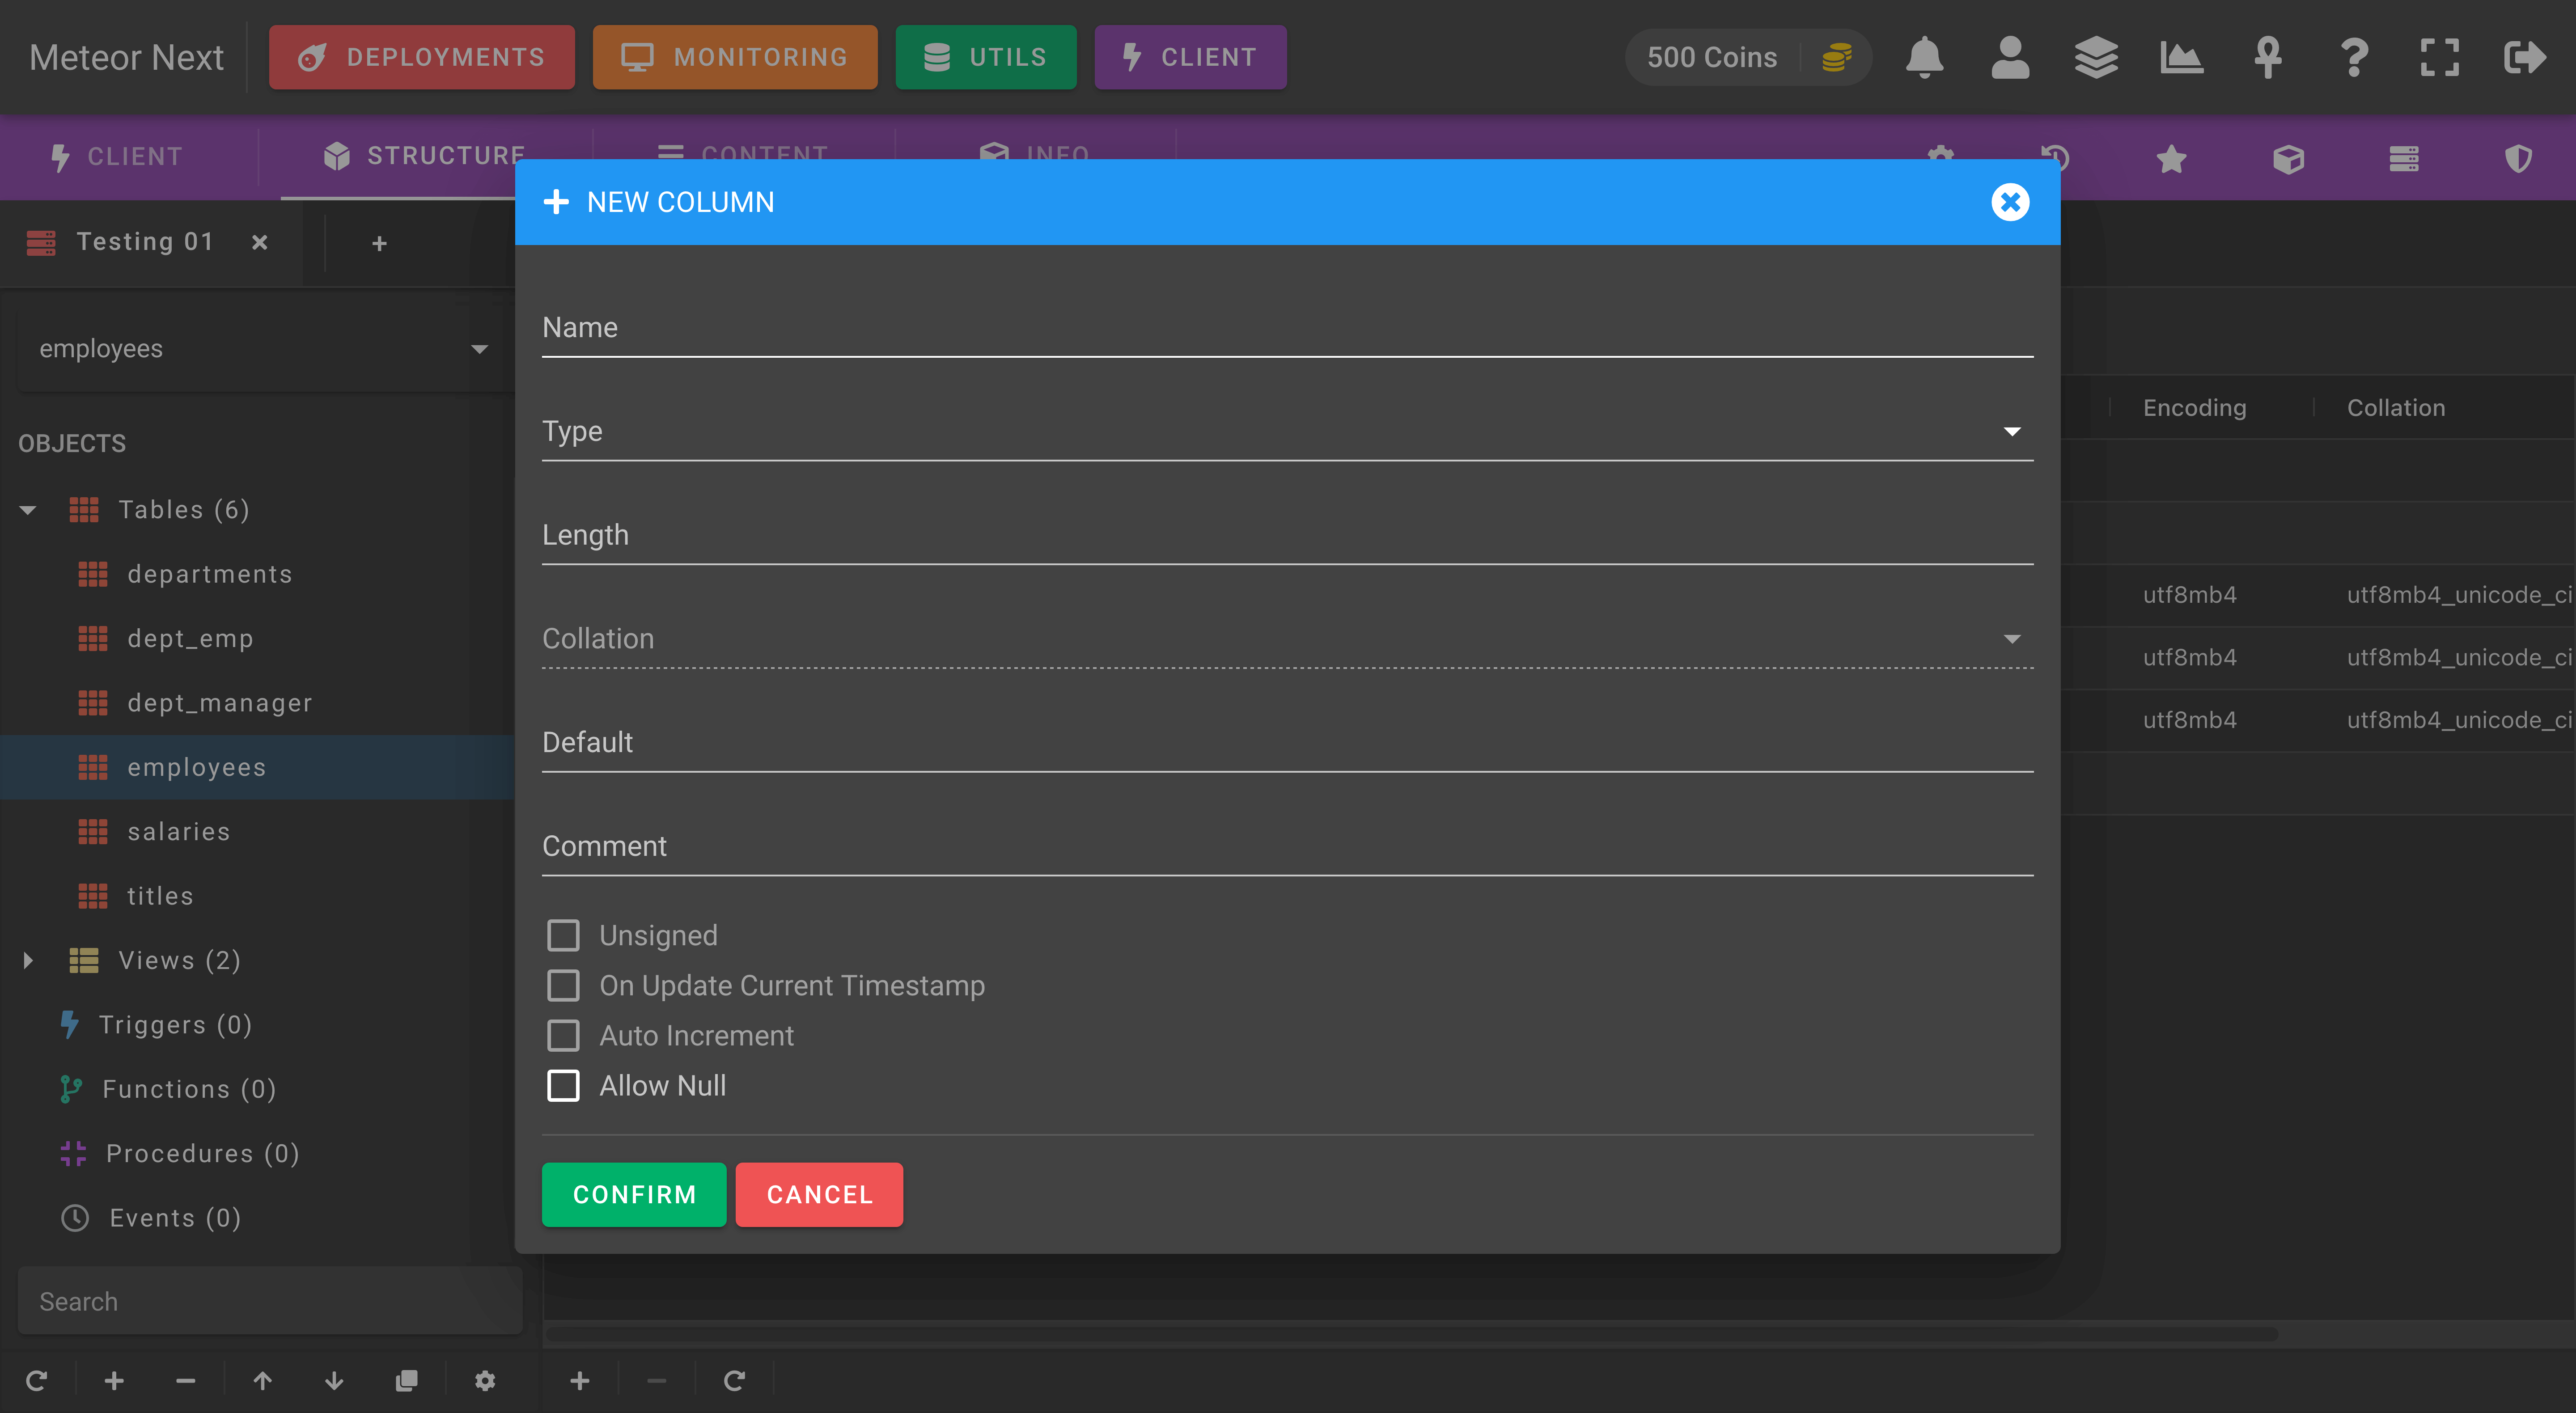 Meteor Next
DEPLOYMENTS
MONITORING
UTILS
CLIENT
500 Coins
CLIENT
STRUCTURE
CONTENT
INFO
Testing 01
NEW COLUMN
employees
OBJECTS
Tables (6)
departments
dept_emp
dept_manager
employees
salaries
titles
Views (2)
Triggers (0)
Functions (0)
Procedures (0)
Events (0)
Search
Name
Type
Length
Collation
Default
Comment
Unsigned
On Update Current Timestamp
Auto Increment
Allow Null
CONFIRM
CANCEL
Encoding
Collation
utf8mb4
utf8mb4_unicode_ci
utf8mb4
utf8mb4_unicode_ci
utf8mb4
utf8mb4_unicode_ci